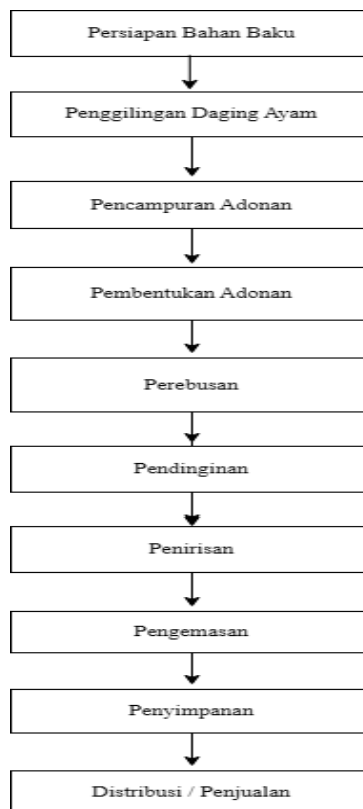 Persiapan Bahan Baku
Penggilingan Daging Ayam
Pencampuran Adonan
Pembentukan Adonan
Perebusan
Pendinginan
Penirisan
Pengemasan
Penyimpanan
Distribusi / Penjualan